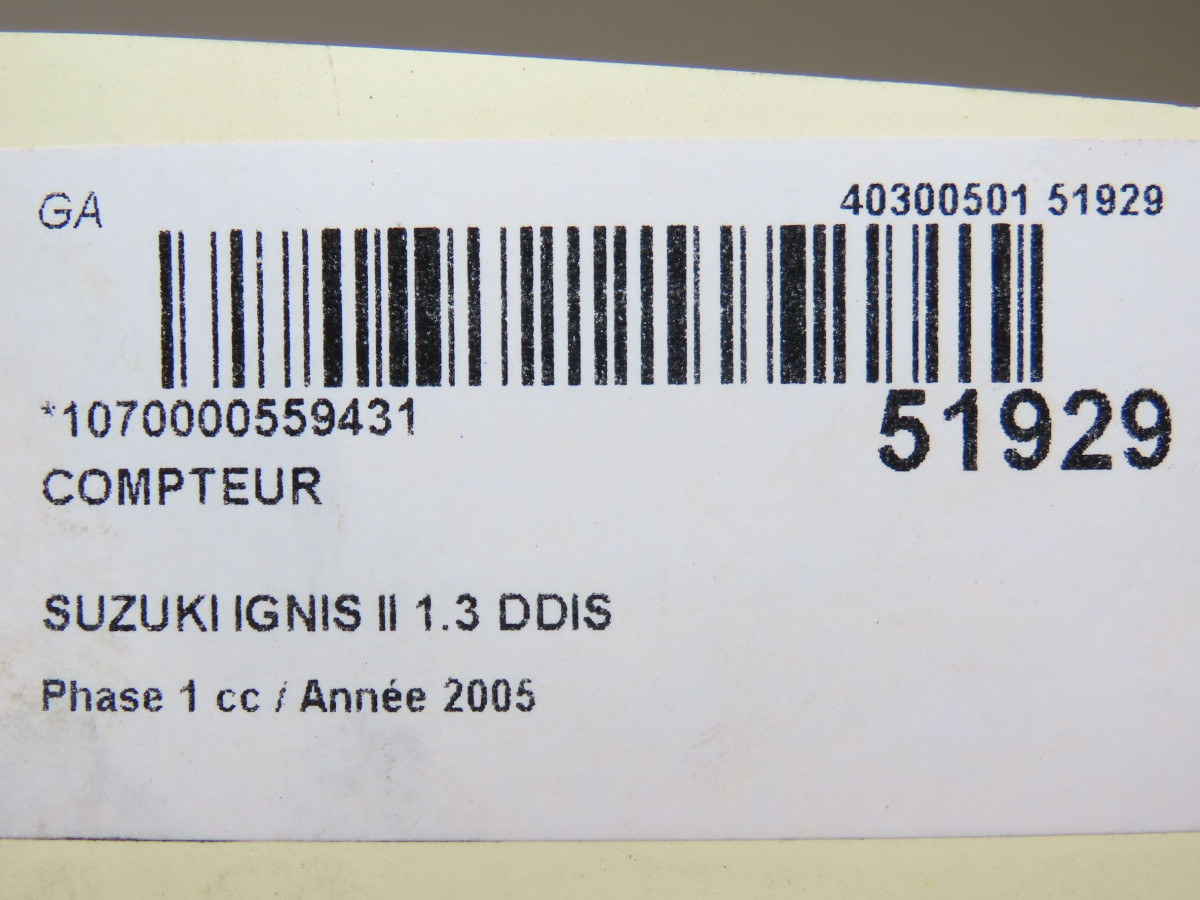 GA
40300501 51929
*1070000559431
51929
COMPTEUR
SUZUKI IGNIS II 1.3 DDIS
Phase 1 cc / Année 2005